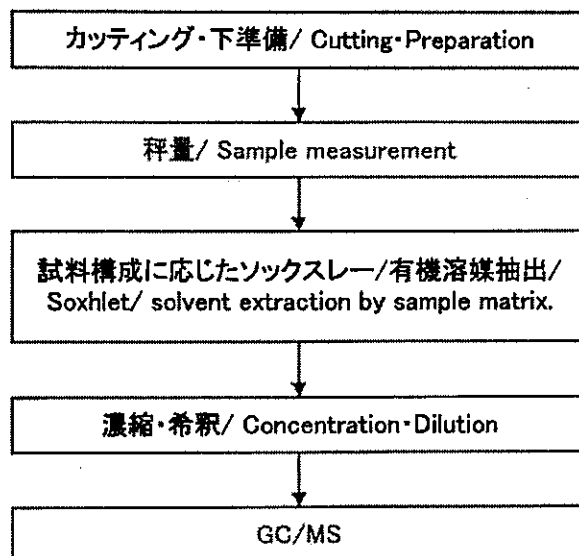 カッティング・下準備/ Cutting・Preparation
秤量/ Sample measurement
試料構成に応じたソックスレー/有機溶媒抽出/
Soxhlet/ solvent extraction by sample matrix.
濃縮・希釈/ Concentration・Dilution
GC/MS